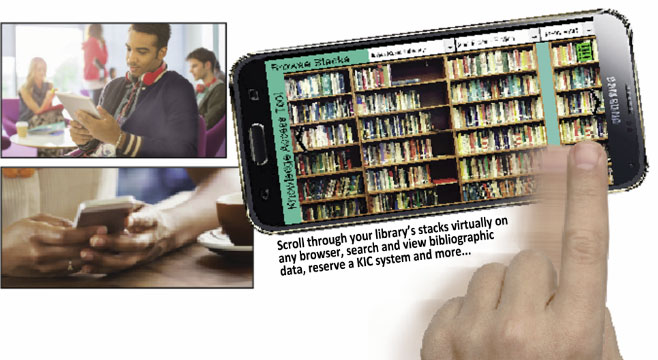 Browse Stacks
Knowledge Access Tool
SAMSUNG
Scroll through your library's stacks virtually on
any browser, search and view bibliographic
data, reserve a KIC system and more...